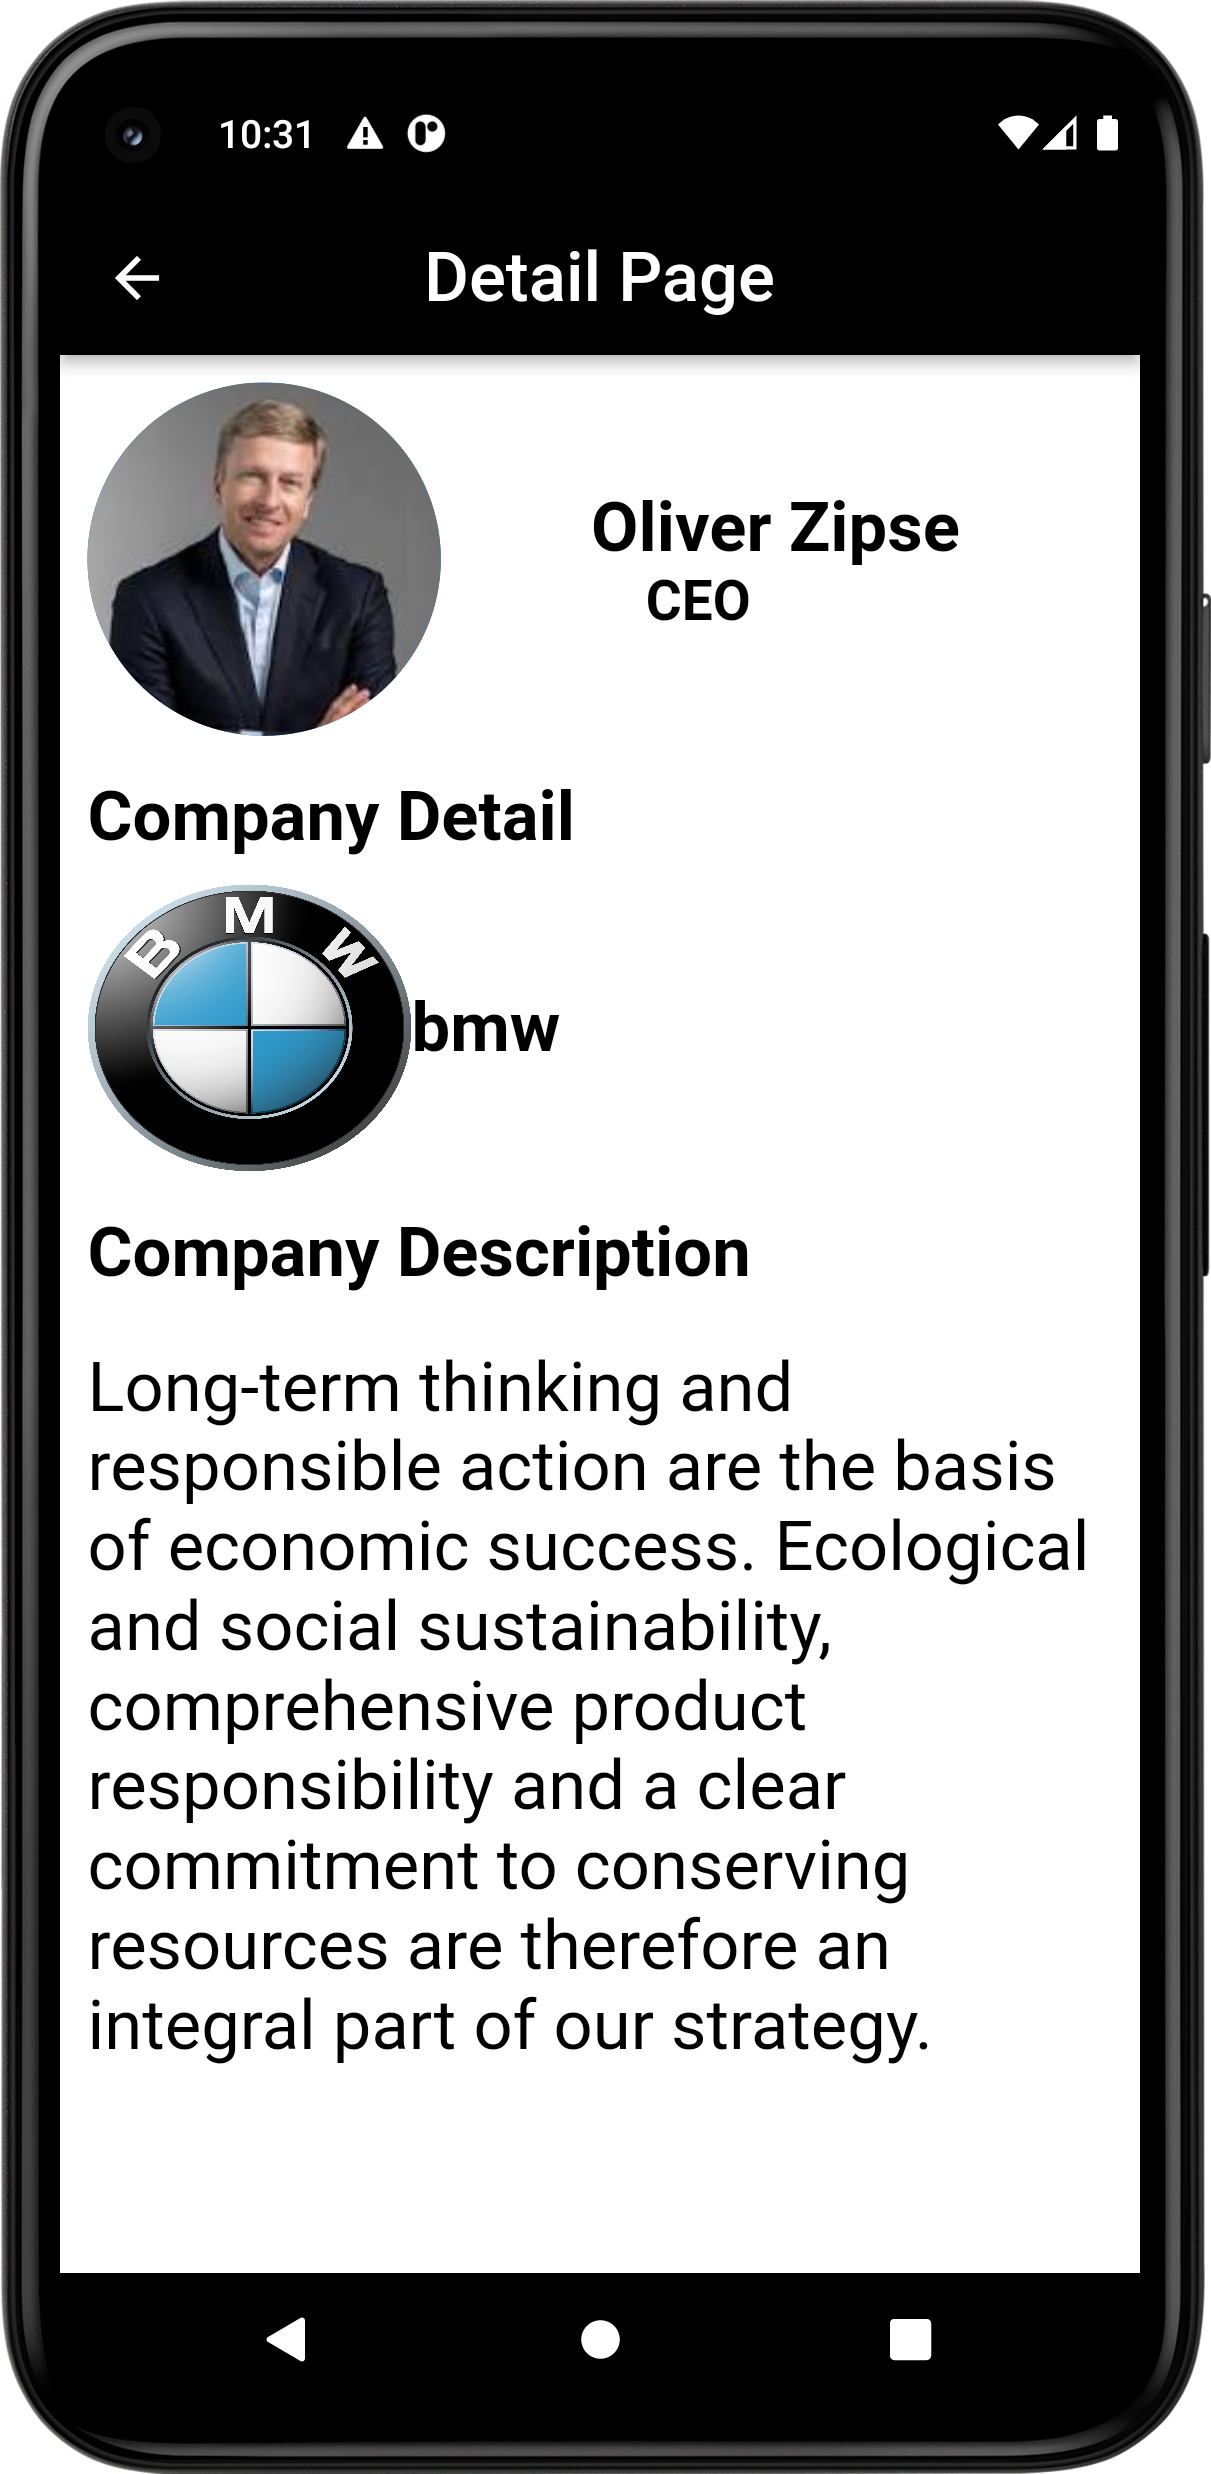 10:31
Detail Page
Oliver Zipse
CEO
Company Detail
BMW
bmw
Company Description
Long-term thinking and
responsible action are the basis
of economic success. Ecological
and social sustainability,
comprehensive product
responsibility and a clear
commitment to conserving
resources are therefore an
integral part of our strategy.